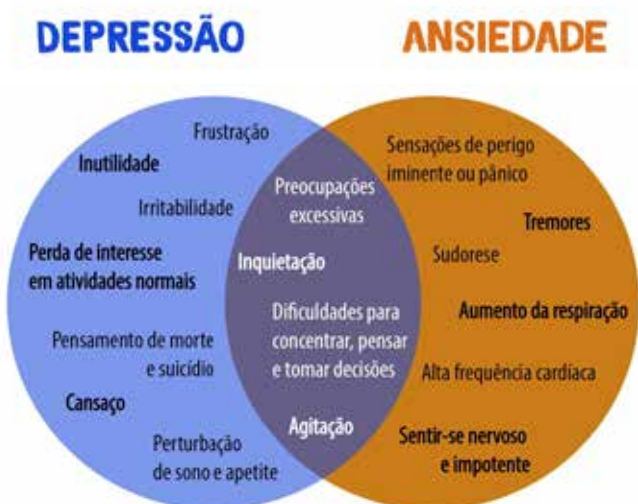 DEPRESSÃO
ANSIEDADE
Frustração
Inutilidade
Irritabilidade
Perda de interesse
em atividades normais
Pensamento de morte
e suicídio
Cansaço
Perturbação
de sono e apetite
Preocupações
excessivas
Inquietação
Dificuldades para
concentrar, pensar
e tomar decisões
Agitação
Sensações de perigo
iminente ou pânico
Tremores
Sudorese
Aumento da respiração
Alta frequência cardíaca
Sentir-se nervoso
e impotente